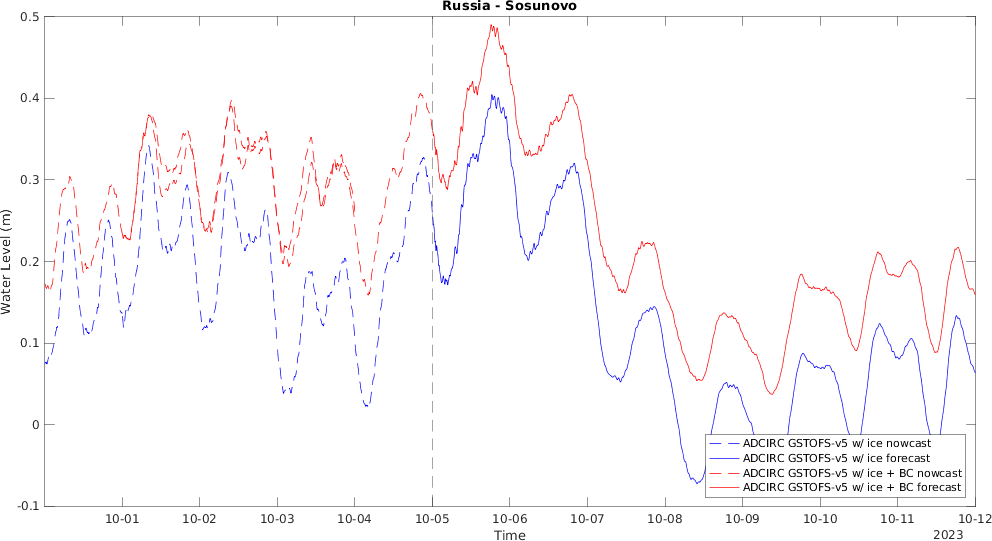 Russia - Sosunovo
0.5
0.4
0.3
0.2
0.1
0
-0.1
Water Level (m)
10-01 10-02 10-03 10-04 10-05 10-06 10-07 10-08 10-09 10-10 10-11 10-12
Time
2023
ADCIRC GSTOFS-v5 w/ ice nowcast
ADCIRC GSTOFS-v5 w/ ice forecast
ADCIRC GSTOFS-v5 w/ ice + BC nowcast
ADCIRC GSTOFS-v5 w/ ice + BC forecast